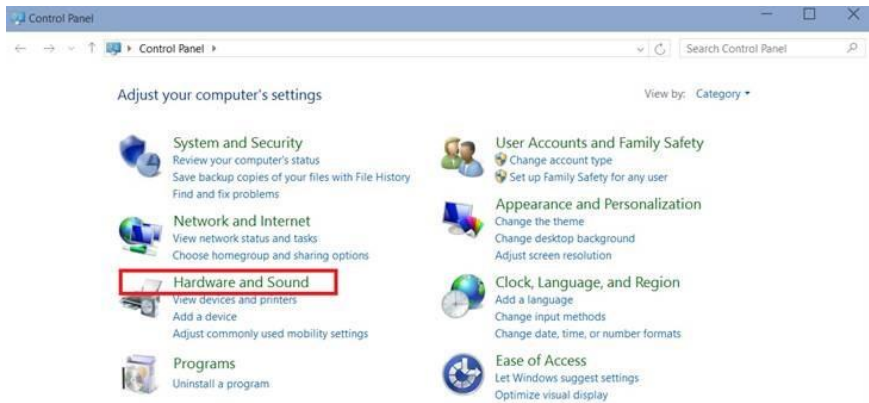 Control Panel
Control Panel
Search Control Panel
Adjust your computer's settings
View by: Category
System and Security
Review your computer's status
Save backup copies of your files with File History
Find and fix problems
Network and Internet
View network status and tasks
Choose homegroup and sharing options
Hardware and Sound
View devices and printers
Add a device
Adjust commonly used mobility settings
Programs
Uninstall a program
User Accounts and Family Safety
Change account type
Set up Family Safety for any user
Appearance and Personalization
Change the theme
Change desktop background
Adjust screen resolution
Clock, Language, and Region
Add a language
Change input methods
Change date, time, or number formats
Ease of Access
Let Windows suggest settings
Optimize visual display